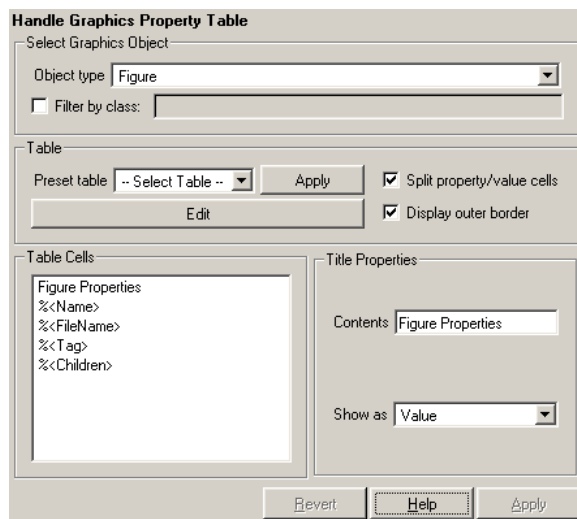 Handle Graphics Property Table
Select Graphics Object
Object type Figure
Filter by class:
Table
Preset table -- Select Table -- Apply Split property/value cells
Edit Display outer border
Table Cells
Figure Properties
%<Name>
%<FileName>
%<Tag>
%<Children>
Title Properties
Contents Figure Properties
Show as Value
Revert Help Apply